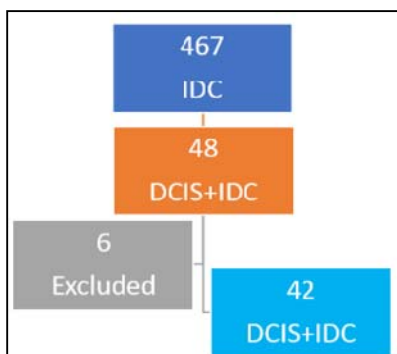 467
IDC
48
DCIS+IDC
6
Excluded
42
DCIS+IDC